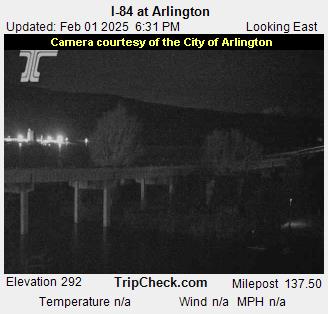 I-84 at Arlington
Updated: Feb 01 2025 6:31 PM Looking East
Camera courtesy of the City of Arlington
Elevation 292 TripCheck.com Milepost 137.50
Temperature n/a Wind n/a MPH n/a